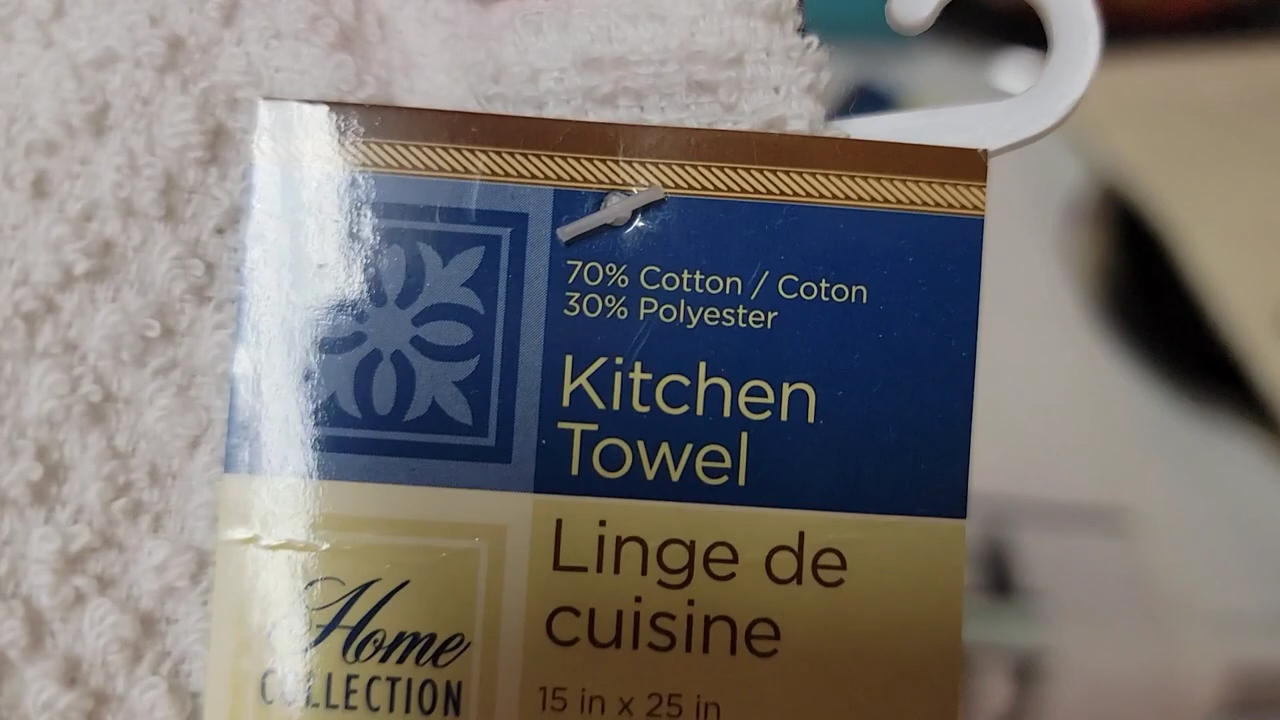 70% Cotton / Coton
30% Polyester
Kitchen
Towel
Linge de
cuisine
Home
COLLECTION
15 in x 25 in